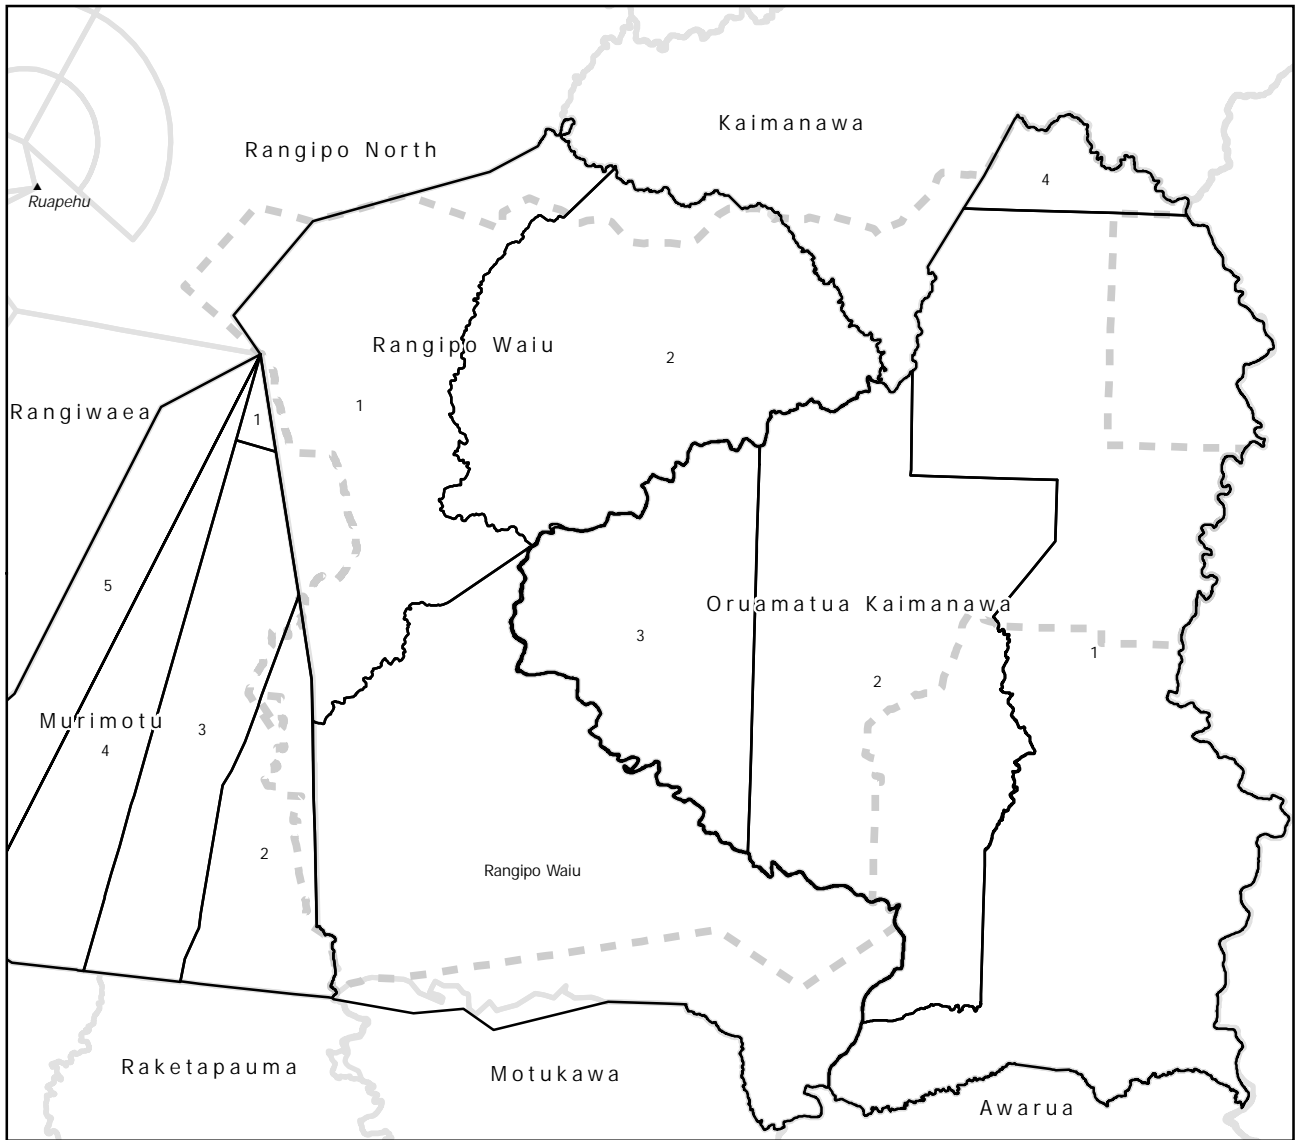 Kaimanawa
Rangipo North
4
Ruapehu
Rangipo Waiu
2
1
Rangiwaea
1
5
Oruamatua Kaimanawa
3
1
2
Murimotu
3
4
2
Rangipo Waiu
Raketapauma
Motukawa
Awarua